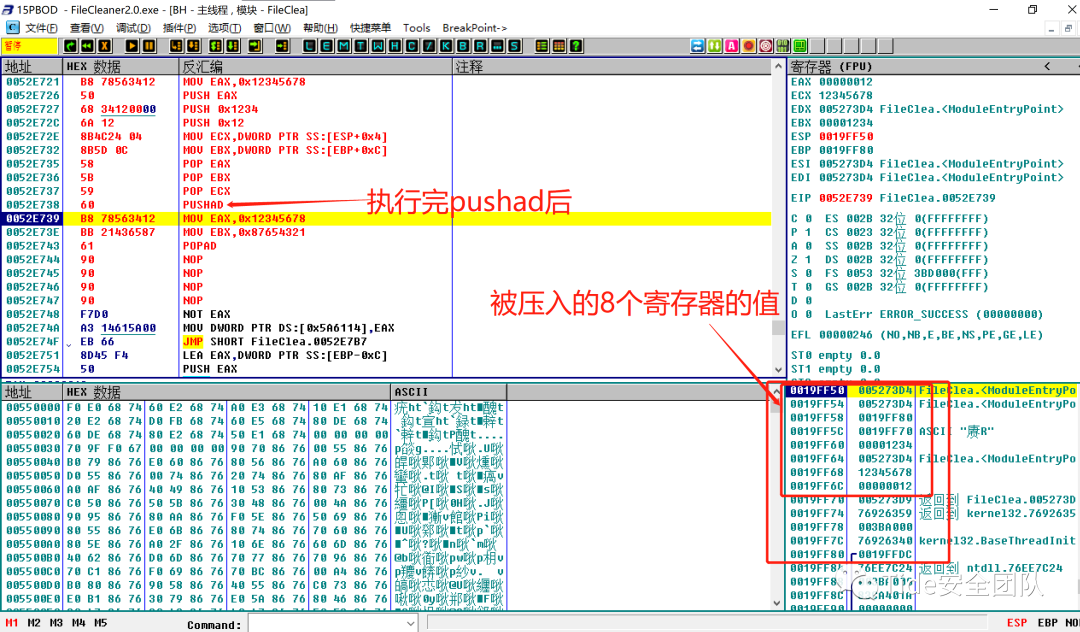 15PBOD - FileCleaner2.0.exe - [BH - 主线程 , 模块 - FileClea]
文件(F) 查看(V) 调试(D) 插件(P) 选项(T) 窗口(W) 帮助(H) 快捷菜单 Tools BreakPoint->
暂停 L E M T W H C / K B R ... S
地址 HEX 数据 反汇编 注释
0052E721 B8 78563412 MOV EAX,0x12345678
0052E726 50 PUSH EAX
0052E727 68 34120000 PUSH 0x1234
0052E72C 6A 12 PUSH 0x12
0052E72E 8B4C24 04 MOV ECX,DWORD PTR SS:[ESP+0x4]
0052E732 8B5D 0C MOV EBX,DWORD PTR SS:[EBP+0xC]
0052E735 58 POP EAX
0052E736 5B POP EBX
0052E737 59 POP ECX
0052E738 60 PUSHAD
执行完pushad后
0052E739 B8 78563412 MOV EAX,0x12345678
0052E73E BB 21436587 MOV EBX,0x87654321
0052E743 61 POPAD
0052E744 90 NOP
0052E745 90 NOP
0052E746 90 NOP
0052E747 90 NOP
0052E748 F7D0 NOT EAX
0052E74A A3 14615A00 MOV DWORD PTR DS:[0x5A6114],EAX
0052E74F EB 66 JMP SHORT FileClea.0052E7B7
0052E751 8D45 F4 LEA EAX,DWORD PTR SS:[EBP-0xC]
0052E754 50 PUSH EAX
被压入的8个寄存器的值
寄存器 (FPU) <
EAX 00000012
ECX 12345678
EDX 005273D4 FileClea.<ModuleEntryPoint>
EBX 00001234
ESP 0019FF50
EBP 0019FF80
ESI 005273D4 FileClea.<ModuleEntryPoint>
EDI 005273D4 FileClea.<ModuleEntryPoint>
EIP 0052E739 FileClea.0052E739
C 0 ES 002B 32位 0(FFFFFFFF)
P 1 CS 0023 32位 0(FFFFFFFF)
A 0 SS 002B 32位 0(FFFFFFFF)
Z 1 DS 002B 32位 0(FFFFFFFF)
S 0 FS 0053 32位 3BD000(FFF)
T 0 GS 002B 32位 0(FFFFFFFF)
D 0
O 0 LastErr ERROR_SUCCESS (00000000)
EFL 00000246 (NO,NB,E,BE,NS,PE,GE,LE)
ST0 empty 0.0
ST1 empty 0.0
地址 HEX 数据 ASCII
00550000 F0 E0 68 74 60 E2 68 74 A0 E3 68 74 10 E1 68 74
00550010 20 E2 68 74 D0 FB 68 74 60 E5 68 74 80 DE 68 74
00550020 60 DE 68 74 80 E2 68 74 50 E1 68 74 00 00 00 00
00550030 70 9F F0 67 00 00 00 00 90 70 86 76 00 55 86 76
00550040 B0 79 86 76 E0 60 86 76 80 56 86 76 A0 60 86 76
00550050 D0 55 86 76 00 74 86 76 20 74 86 76 80 AF 86 76
00550060 A0 AF 86 76 40 49 86 76 10 53 86 76 80 73 86 76
00550070 C0 50 86 76 50 5B 86 76 30 48 86 76 00 4A 86 76
00550080 90 95 86 76 80 AA 86 76 F0 5E 86 76 50 69 86 76
00550090 80 55 86 76 E0 6B 86 76 80 74 86 76 70 60 86 76
005500A0 80 5E 86 76 A0 2F 86 76 10 6E 86 76 60 6D 86 76
005500B0 40 62 86 76 D0 6D 86 76 70 77 86 76 70 96 86 76
005500C0 70 C1 86 76 F0 69 86 76 70 BC 86 76 00 A4 86 76
005500D0 B0 80 86 76 90 58 86 76 40 55 86 76 C0 73 86 76
005500E0 E0 B1 86 76 30 79 86 76 E0 5A 86 76 80 46 86 76
0019FF50 005273D4 FileClea.<ModuleEntryPo
0019FF54 005273D4 FileClea.<ModuleEntryPo
0019FF58 0019FF80
0019FF5C 0019FF70 ASCII
0019FF60 00001234
0019FF64 005273D4 FileClea.<ModuleEntryPo
0019FF68 12345678
0019FF6C 00000012
0019FF70 005273D9 返回到 FileClea.005273D
0019FF74 76926359 返回到 kernel32.7692635
0019FF78 003BA000
0019FF7C 76926340 kernel32.BaseThreadInit
0019FF80 0019FFDC
0019FF84 76EE7C24 返回到 ntdll.76EE7C24
0019FF8C
0019FF90 00000000
Tide安全团队
M1 M2 M3 M4 M5 Command: ESP EBP NO